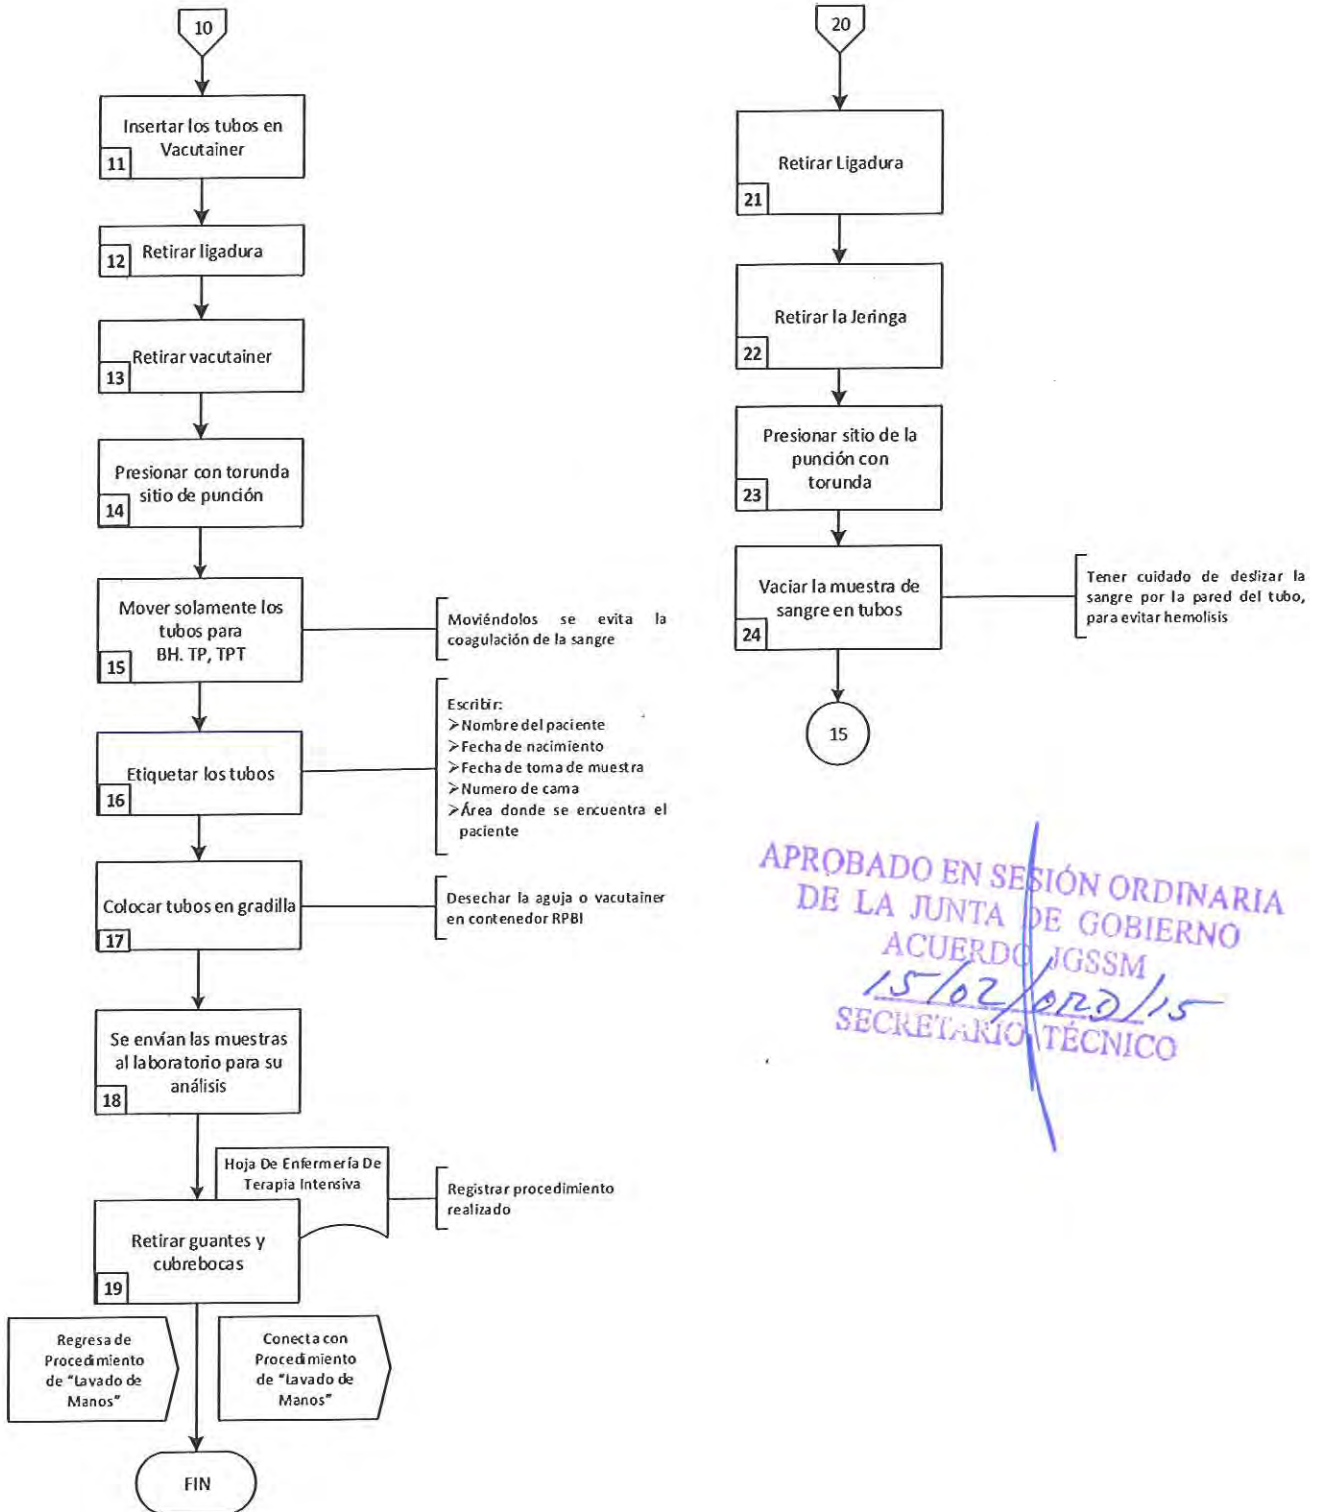 10
Insertar los tubos en
Vacutainer
11
Retirar ligadura
12
Retirar vacutainer
13
Presionar con torunda
sitio de punción
14
Mover solamente los
tubos para
BH. TP, TPT
15
Moviéndolos se evita la
coagulación de la sangre
Etiquetar los tubos
16
Escribir:
➢Nombre del paciente
➢Fecha de nacimiento
➢Fecha de toma de muestra
➢Numero de cama
➢Área donde se encuentra el
paciente
Colocar tubos en gradilla
17
Desechar la aguja o vacutainer
en contenedor RPBI
Se envían las muestras
al laboratorio para su
análisis
18
Hoja De Enfermería De
Terapia Intensiva
Registrar procedimiento
realizado
Retirar guantes y
cubrebocas
19
Regresa de
Procedimiento
de "Lavado de
Manos"
Conecta con
Procedimiento
de "Lavado de
Manos"
FIN
20
Retirar Ligadura
21
Retirar la Jeringa
22
Presionar sitio de la
punción con
torunda
23
Vaciar la muestra de
sangre en tubos
24
Tener cuidado de deslizar la
sangre por la pared del tubo,
para evitar hemolisis
15
APROBADO EN SESIÓN ORDINARIA
DE LA JUNTA DE GOBIERNO
ACUERDO JGSSM
15/02/ORD/15
SECRETARIO TÉCNICO